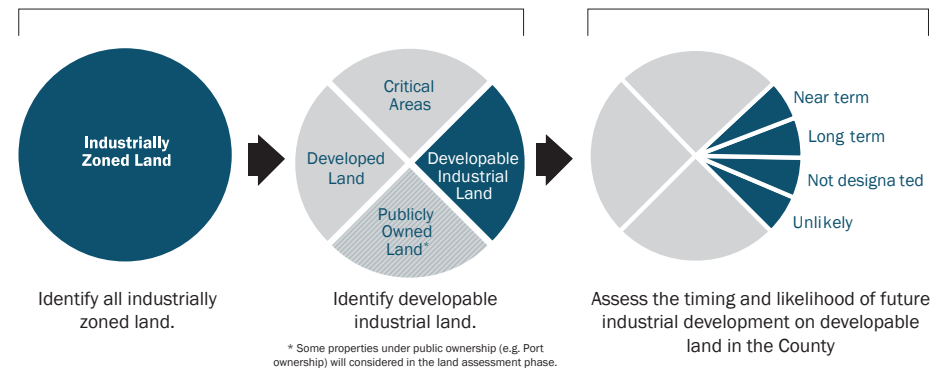 Industrially
Zoned Land
Critical
Areas
Developed
Land
Developable
Industrial
Land
Publicly
Owned
Land*
Near term
Long term
Not designa ted
Unlikely
Identify all industrially
zoned land.
Identify developable
industrial land.
* Some properties under public ownership (e.g. Port
ownership) will considered in the land assessment phase.
Assess the timing and likelihood of future
industrial development on developable
land in the County